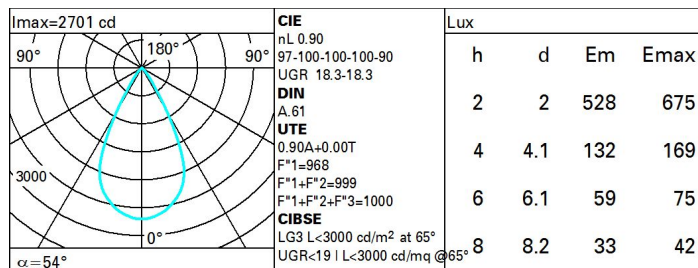 Imax=2701 cd
90°
180°
90°
3000
0°
α=54°
CIE
nL 0.90
97-100-100-100-90
UGR 18.3-18.3
DIN
A.61
UTE
0.90A+0.00T
F"1=968
F"1+F"2=999
F"1+F"2+F"3=1000
CIBSE
LG3 L<3000 cd/m² at 65°
UGR<19 | L<3000 cd/mq @65°
Lux
h d Em Emax
2 2 528 675
4 4.1 132 169
6 6.1 59 75
8 8.2 33 42